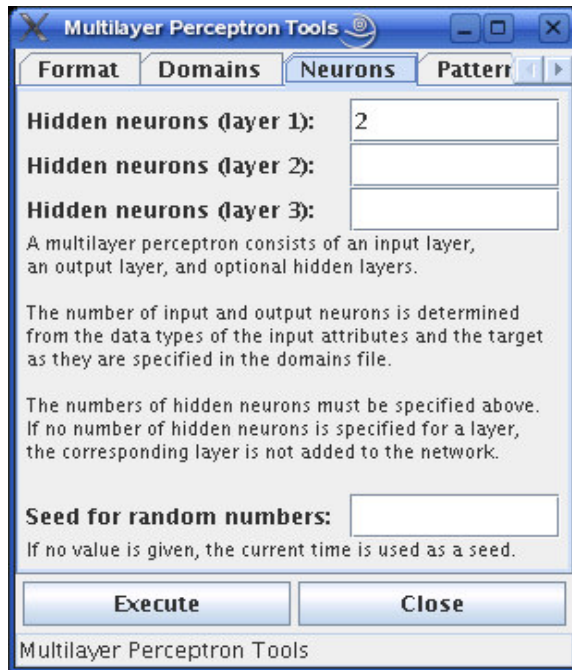 Multilayer Perceptron Tools
Format Domains Neurons Patterr
Hidden neurons (layer 1): 2
Hidden neurons (layer 2):
Hidden neurons (layer 3):
A multilayer perceptron consists of an input layer,
an output layer, and optional hidden layers.
The number of input and output neurons is determined
from the data types of the input attributes and the target
as they are specified in the domains file.
The numbers of hidden neurons must be specified above.
If no number of hidden neurons is specified for a layer,
the corresponding layer is not added to the network.
Seed for random numbers:
If no value is given, the current time is used as a seed.
Execute Close
Multilayer Perceptron Tools